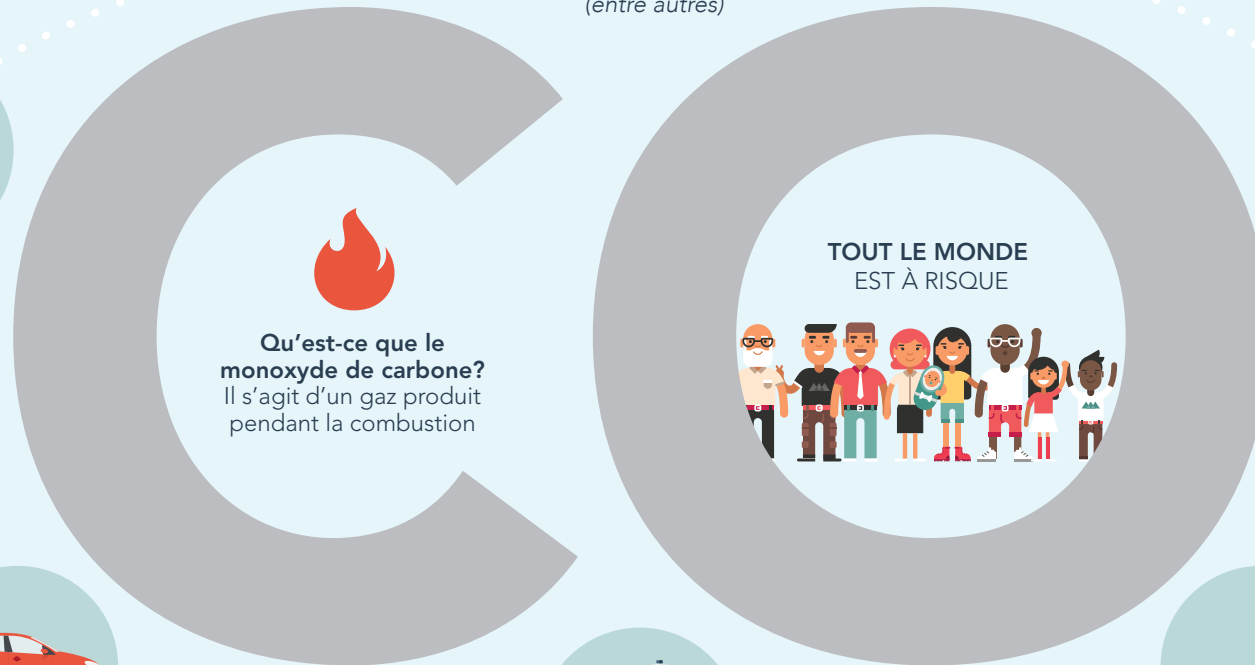 (entre autres)
CO
Qu’est-ce que le
monoxyde de carbone?
Il s’agit d’un gaz produit
pendant la combustion
TOUT LE MONDE
EST À RISQUE